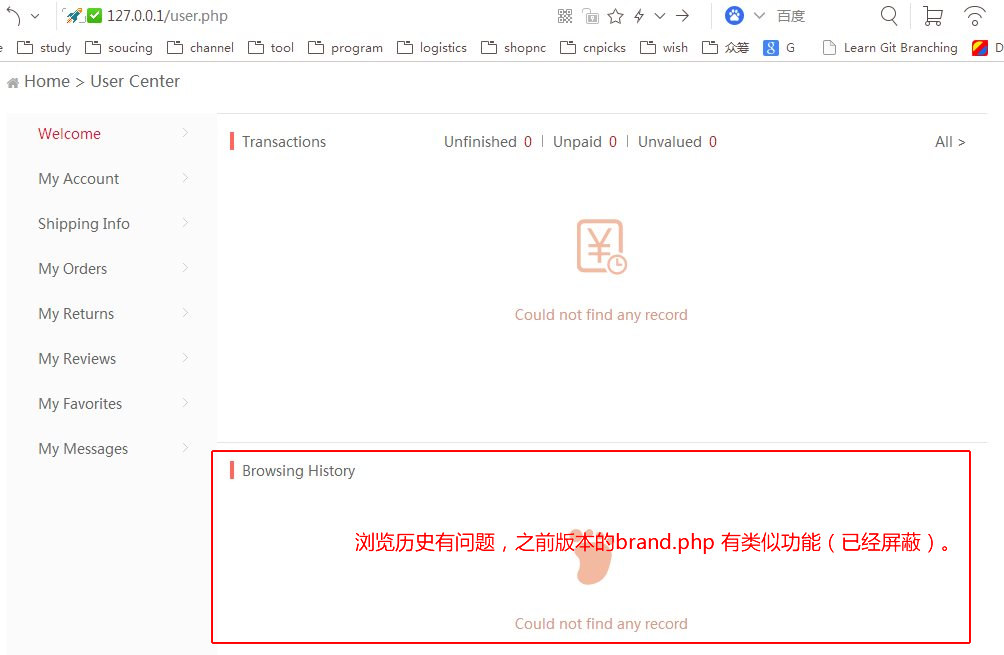 127.0.0.1/user.php 百度
e study soucing channel tool program logistics shopnc cnpicks wish 众筹 8 G Learn Git Branching D
Home > User Center
Welcome
My Account
Shipping Info
My Orders
My Returns
My Reviews
My Favorites
My Messages
Transactions Unfinished 0 | Unpaid 0 | Unvalued 0 All >
¥
Could not find any record
Browsing History
浏览历史有问题，之前版本的brand.php 有类似功能（已经屏蔽）。
Could not find any record